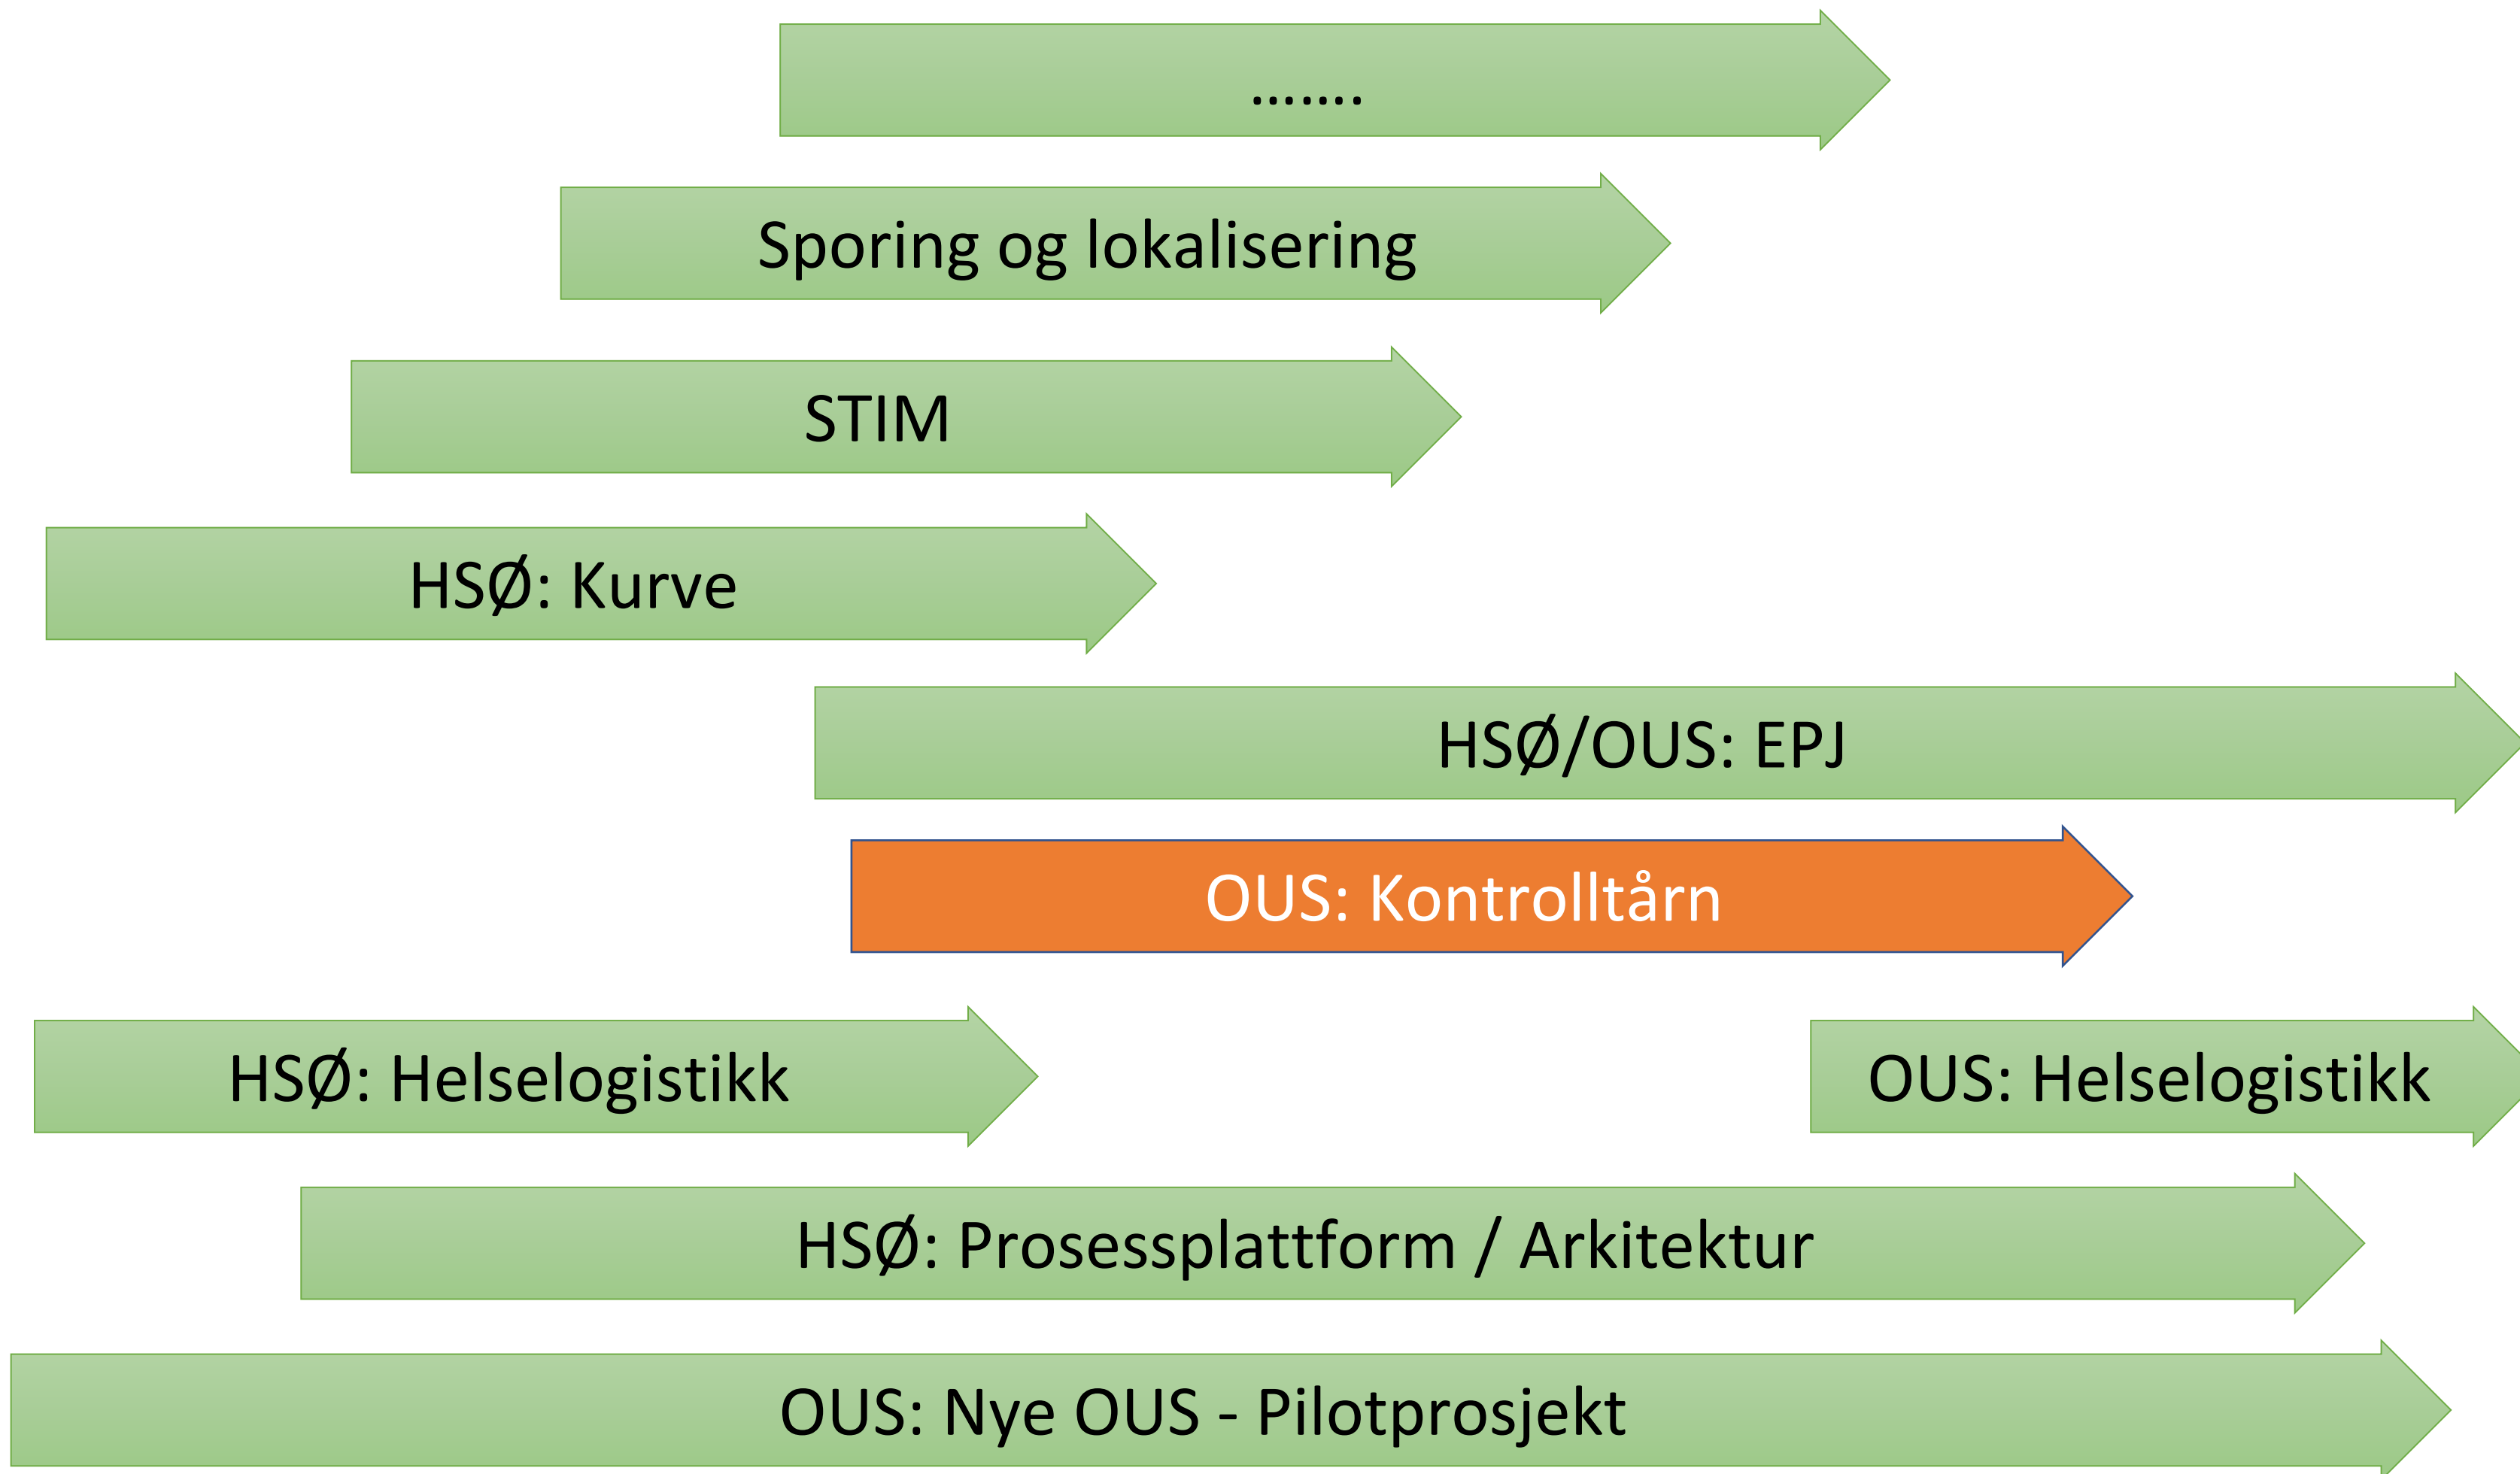 …….
Sporing og lokalisering
STIM
HSØ: Kurve
HSØ/OUS: EPJ
OUS: Kontrolltårn
HSØ: Helselogistikk
OUS: Helselogistikk
HSØ: Prosessplattform / Arkitektur
OUS: Nye OUS - Pilotprosjekt